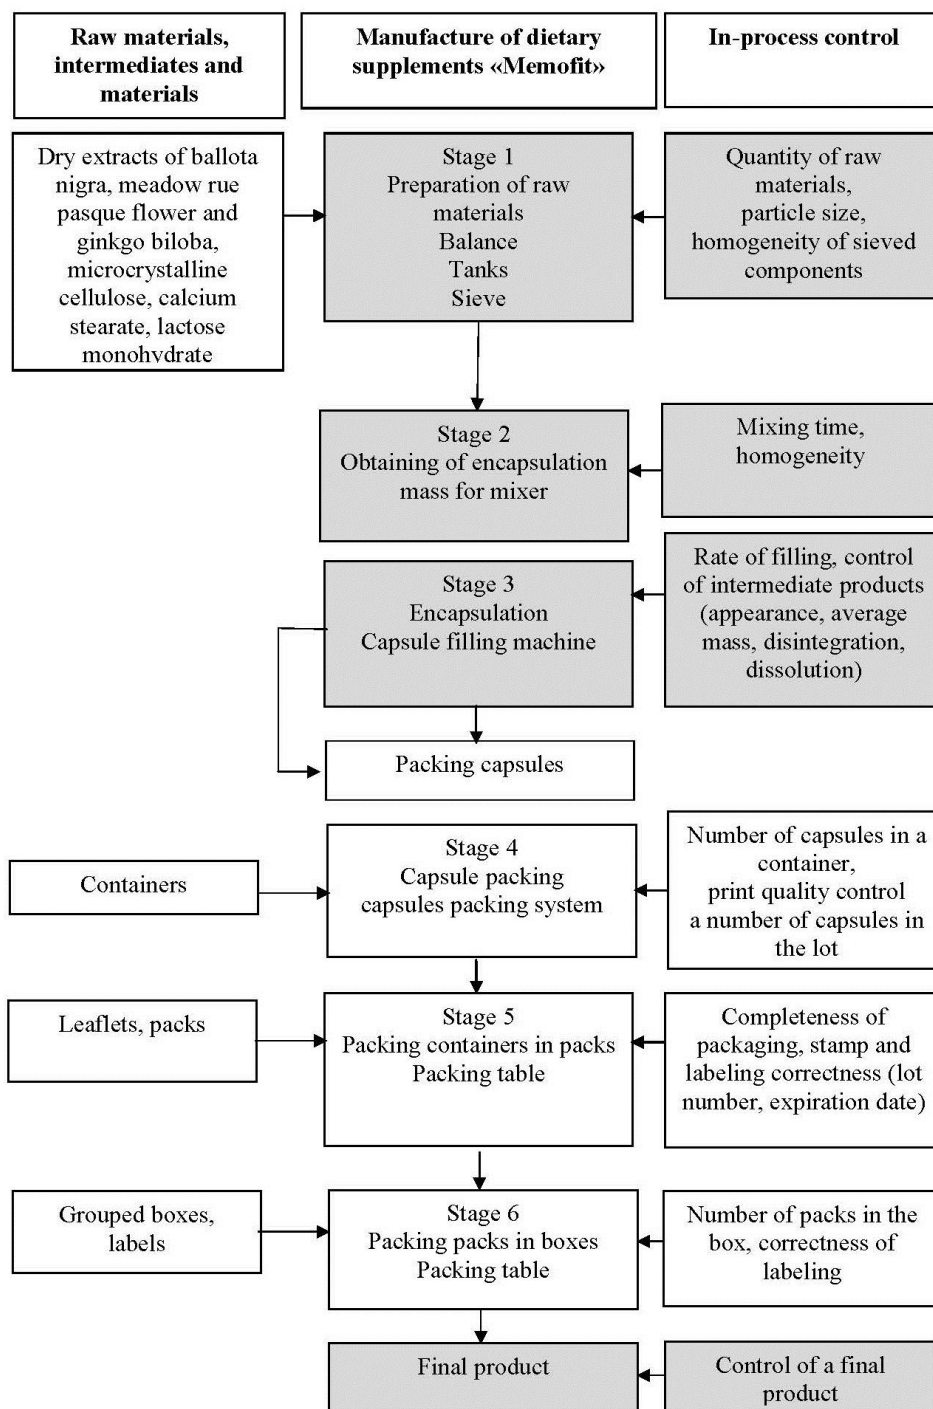 Raw materials,
intermediates and
materials
Manufacture of dietary
supplements «Memofit»
In-process control
Dry extracts of ballota
nigra, meadow rue
pasque flower and
ginkgo biloba,
microcrystalline
cellulose, calcium
stearate, lactose
monohydrate
Stage 1
Preparation of raw
materials
Balance
Tanks
Sieve
Quantity of raw
materials,
particle size,
homogeneity of sieved
components
Stage 2
Obtaining of encapsulation
mass for mixer
Mixing time,
homogeneity
Stage 3
Encapsulation
Capsule filling machine
Rate of filling, control
of intermediate products
(appearance, average
mass, disintegration,
dissolution)
Packing capsules
Containers
Stage 4
Capsule packing
capsules packing system
Number of capsules in a
container,
print quality control
a number of capsules in
the lot
Leaflets, packs
Stage 5
Packing containers in packs
Packing table
Completeness of
packaging, stamp and
labeling correctness (lot
number, expiration date)
Grouped boxes,
labels
Stage 6
Packing packs in boxes
Packing table
Number of packs in the
box, correctness of
labeling
Final product
Control of a final
product